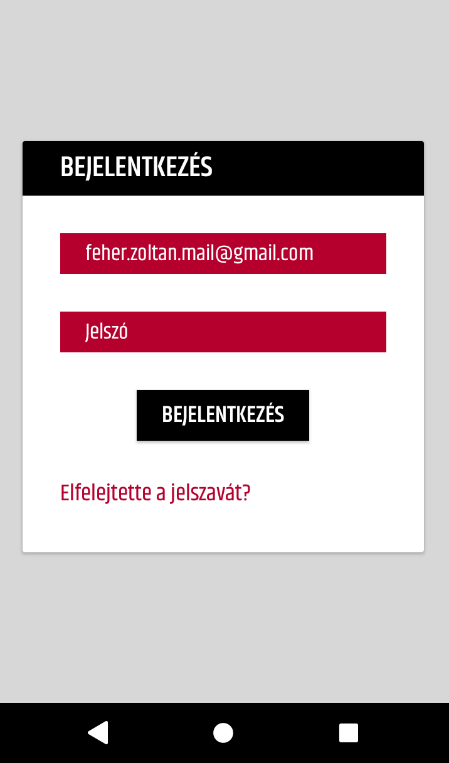 BEJELENTKEZÉS
feher.zoltan.mail@gmail.com
Jelszó
BEJELENTKEZÉS
Elfelejtette a jelszavát?